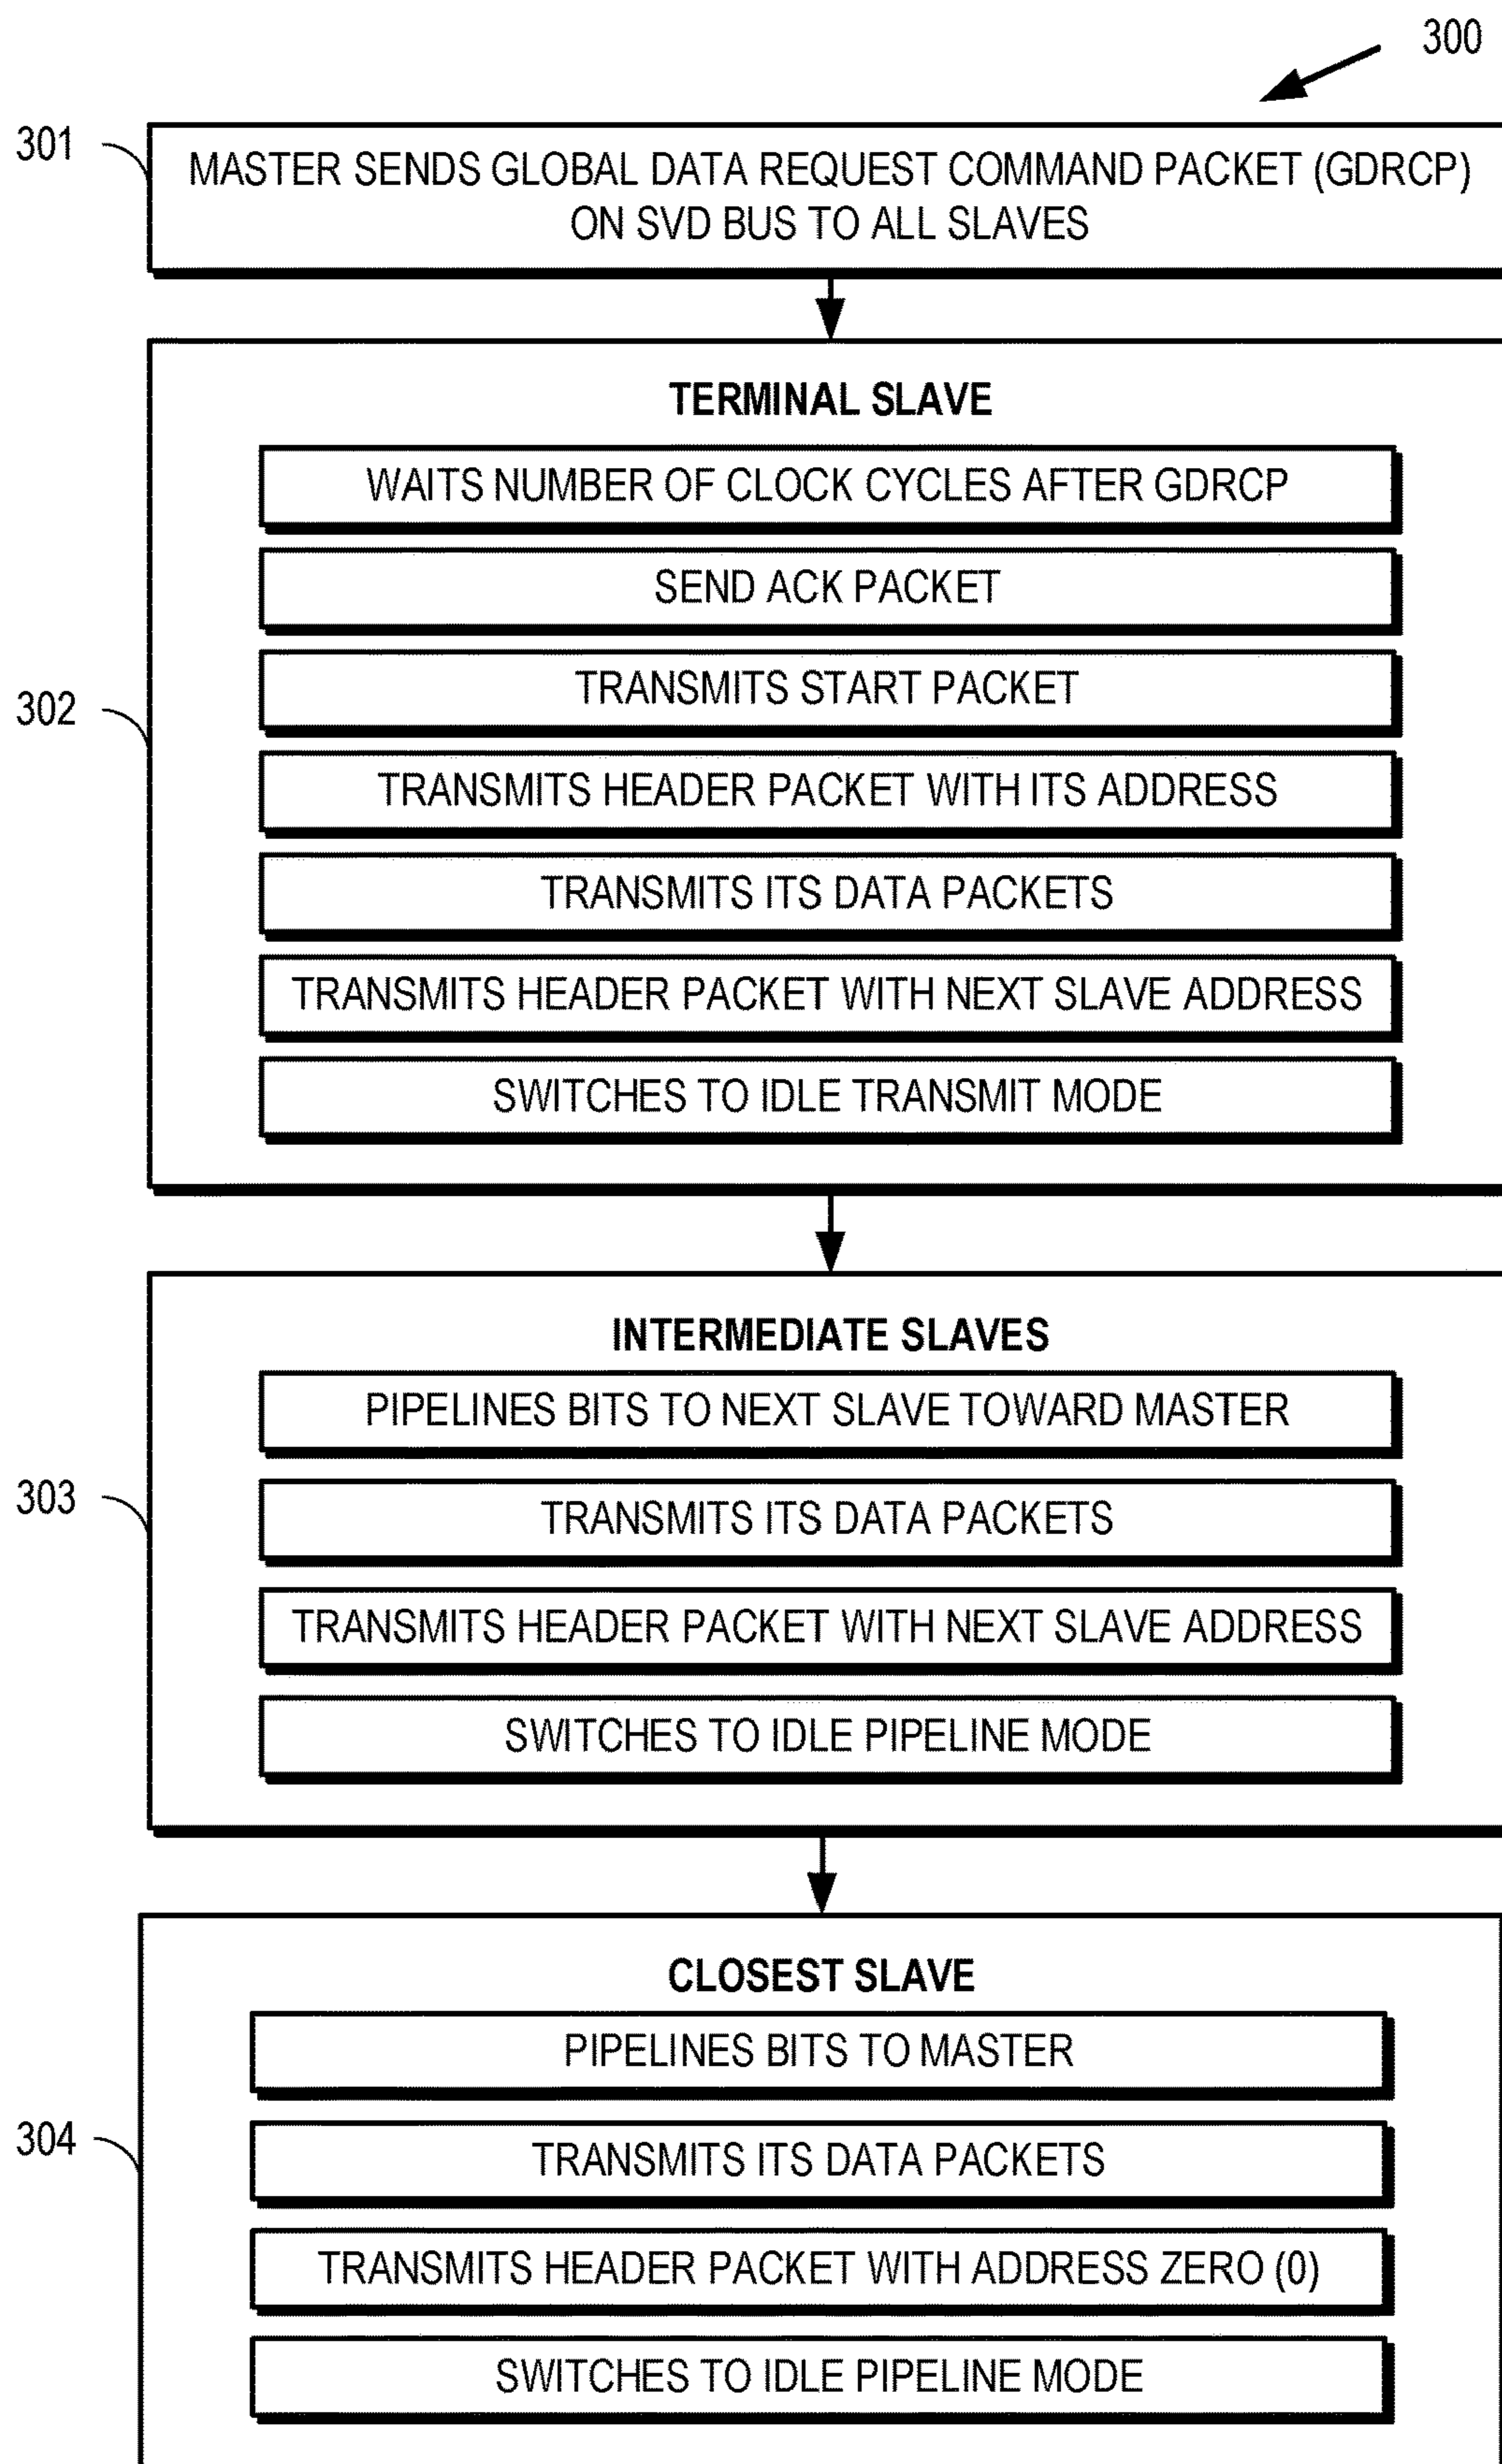 300
301
MASTER SENDS GLOBAL DATA REQUEST COMMAND PACKET (GDRCP)
ON SVD BUS TO ALL SLAVES
302
TERMINAL SLAVE
WAITS NUMBER OF CLOCK CYCLES AFTER GDRCP
SEND ACK PACKET
TRANSMITS START PACKET
TRANSMITS HEADER PACKET WITH ITS ADDRESS
TRANSMITS ITS DATA PACKETS
TRANSMITS HEADER PACKET WITH NEXT SLAVE ADDRESS
SWITCHES TO IDLE TRANSMIT MODE
303
INTERMEDIATE SLAVES
PIPELINES BITS TO NEXT SLAVE TOWARD MASTER
TRANSMITS ITS DATA PACKETS
TRANSMITS HEADER PACKET WITH NEXT SLAVE ADDRESS
SWITCHES TO IDLE PIPELINE MODE
304
CLOSEST SLAVE
PIPELINES BITS TO MASTER
TRANSMITS ITS DATA PACKETS
TRANSMITS HEADER PACKET WITH ADDRESS ZERO (0)
SWITCHES TO IDLE PIPELINE MODE